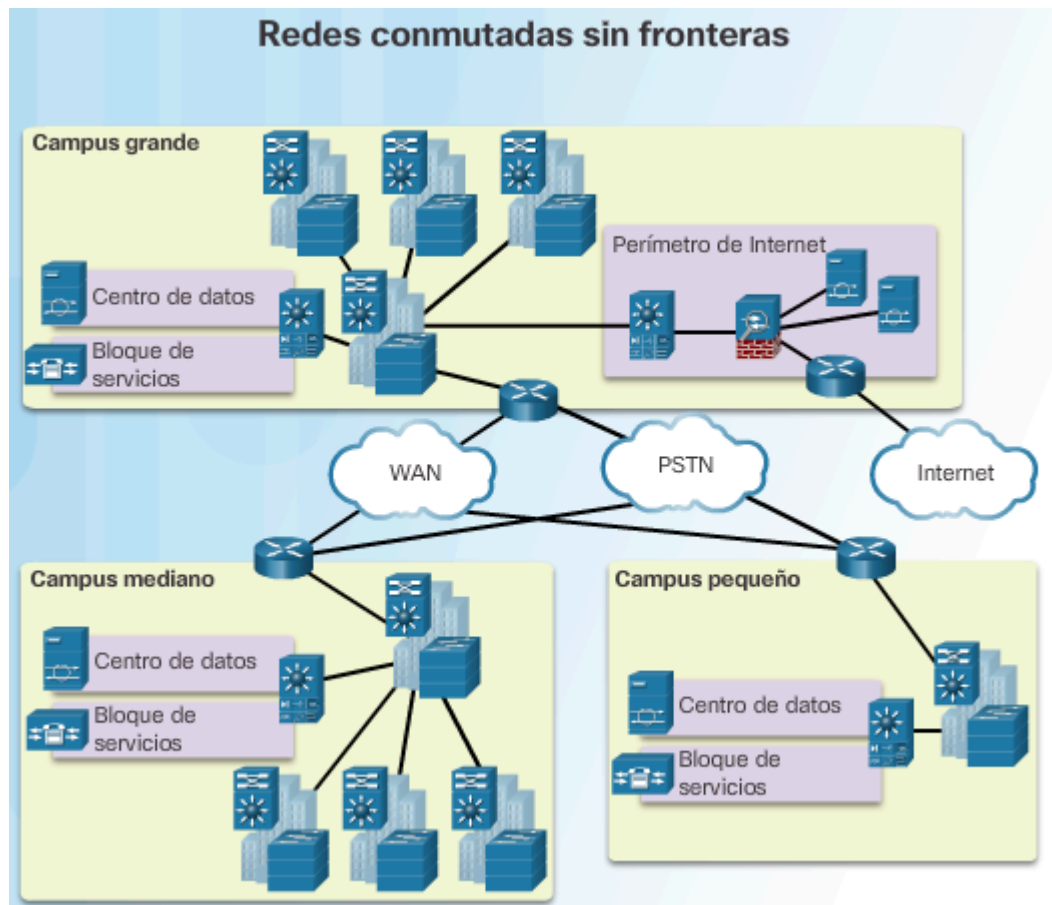 Redes conmutadas sin fronteras
Campus grande
Perímetro de Internet
Centro de datos
Bloque de
servicios
WAN
PSTN
Internet
Campus mediano
Centro de datos
Bloque de
servicios
Campus pequeño
Centro de datos
Bloque de
servicios